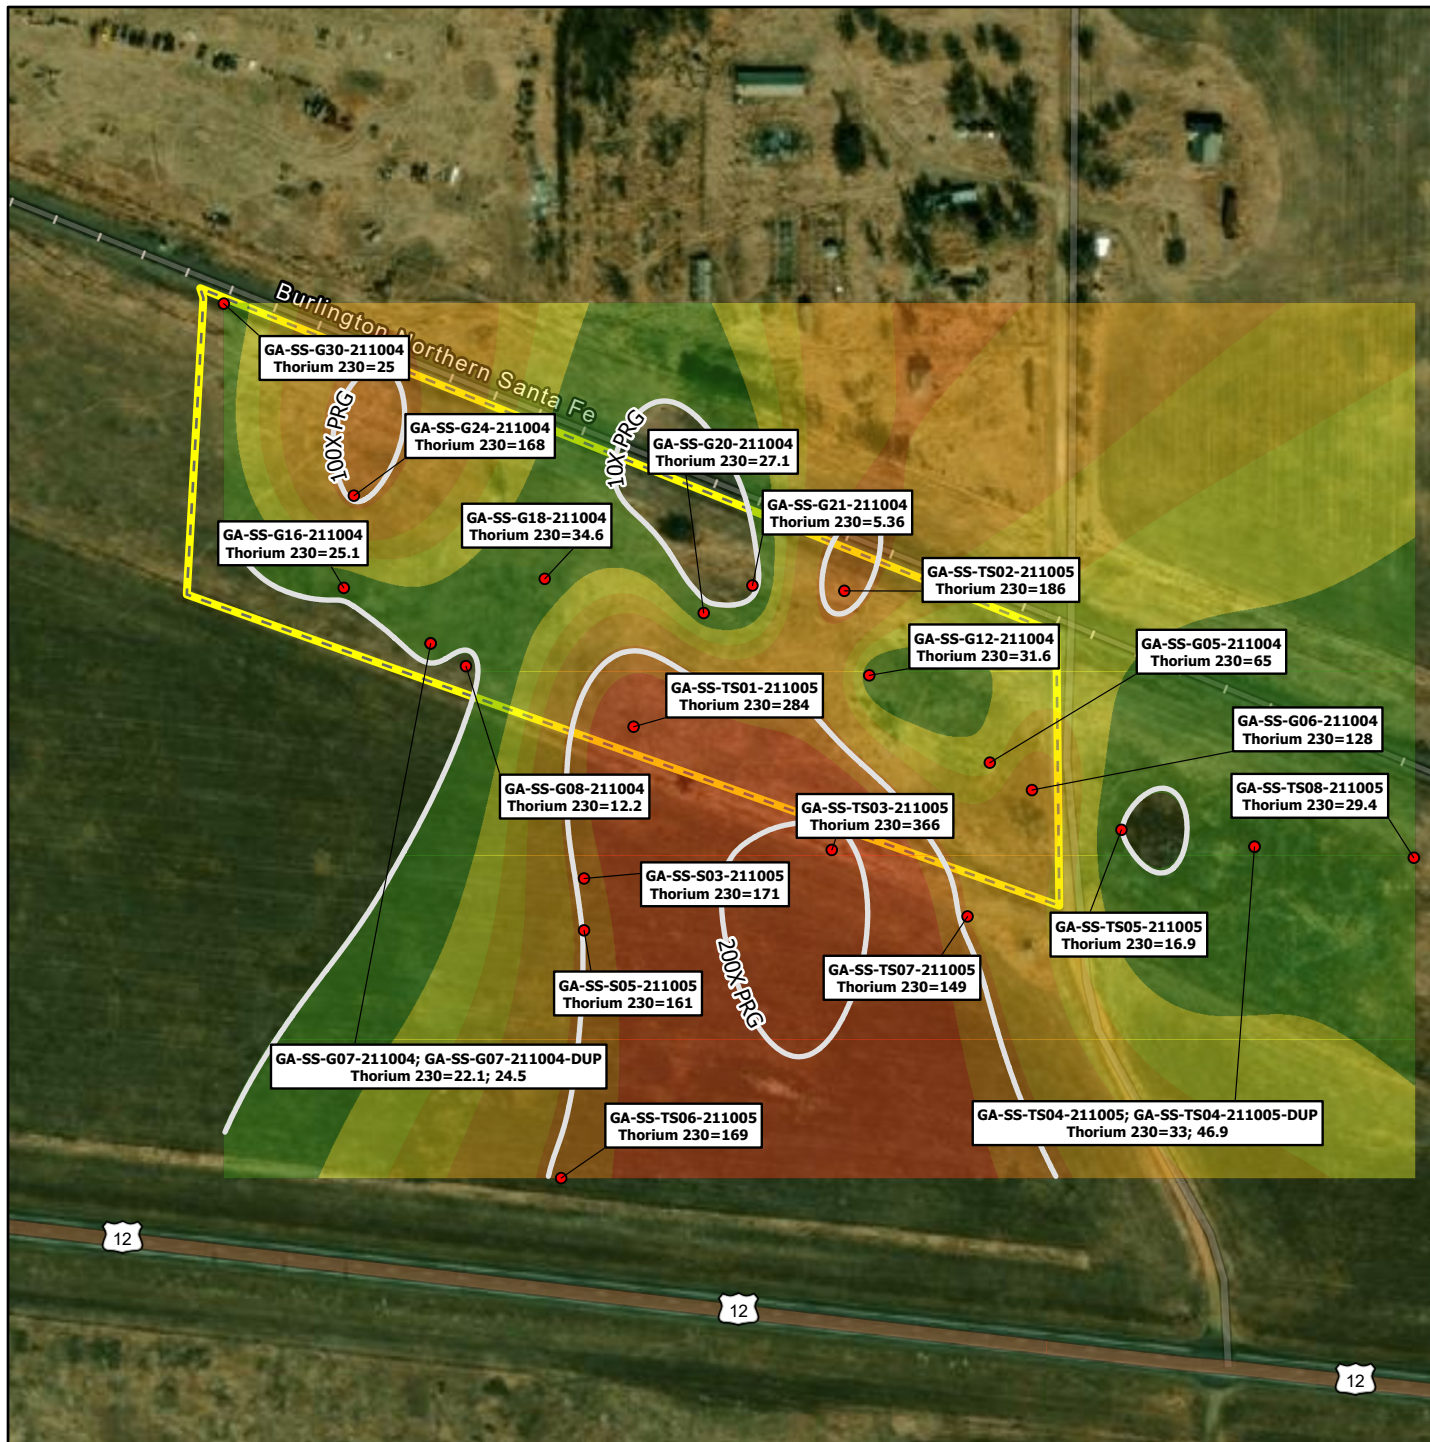 Burlington Northern Santa Fe
GA-SS-G30-211004
Thorium 230=25
100X PRG
GA-SS-G24-211004
Thorium 230=168
10X PRG
GA-SS-G20-211004
Thorium 230=27.1
GA-SS-G21-211004
Thorium 230=5.36
GA-SS-G16-211004
Thorium 230=25.1
GA-SS-G18-211004
Thorium 230=34.6
GA-SS-TS02-211005
Thorium 230=186
GA-SS-G12-211004
Thorium 230=31.6
GA-SS-G05-211004
Thorium 230=65
GA-SS-TS01-211005
Thorium 230=284
GA-SS-G06-211004
Thorium 230=128
GA-SS-G08-211004
Thorium 230=12.2
GA-SS-TS03-211005
Thorium 230=366
GA-SS-TS08-211005
Thorium 230=29.4
GA-SS-S03-211005
Thorium 230=171
GA-SS-TS05-211005
Thorium 230=16.9
200X PRG
GA-SS-S05-211005
Thorium 230=161
GA-SS-TS07-211005
Thorium 230=149
GA-SS-G07-211004; GA-SS-G07-211004-DUP
Thorium 230=22.1; 24.5
GA-SS-TS06-211005
Thorium 230=169
GA-SS-TS04-211005; GA-SS-TS04-211005-DUP
Thorium 230=33; 46.9
12
12
12